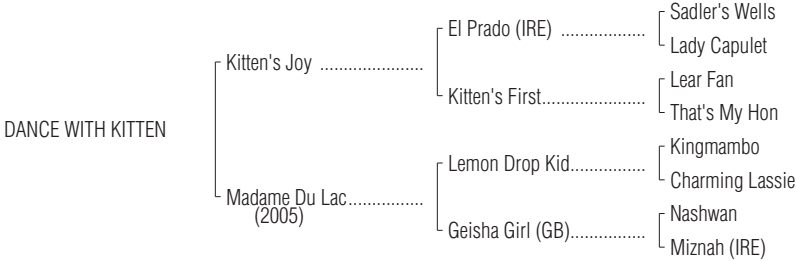 DANCE WITH KITTEN
Kitten's Joy ......................
Madame Du Lac................
(2005)
El Prado (IRE) ..................
Kitten's First......................
Lemon Drop Kid................
Geisha Girl (GB)................
Sadler's Wells
Lady Capulet
Lear Fan
That's My Hon
Kingmambo
Charming Lassie
Nashwan
Miznah (IRE)